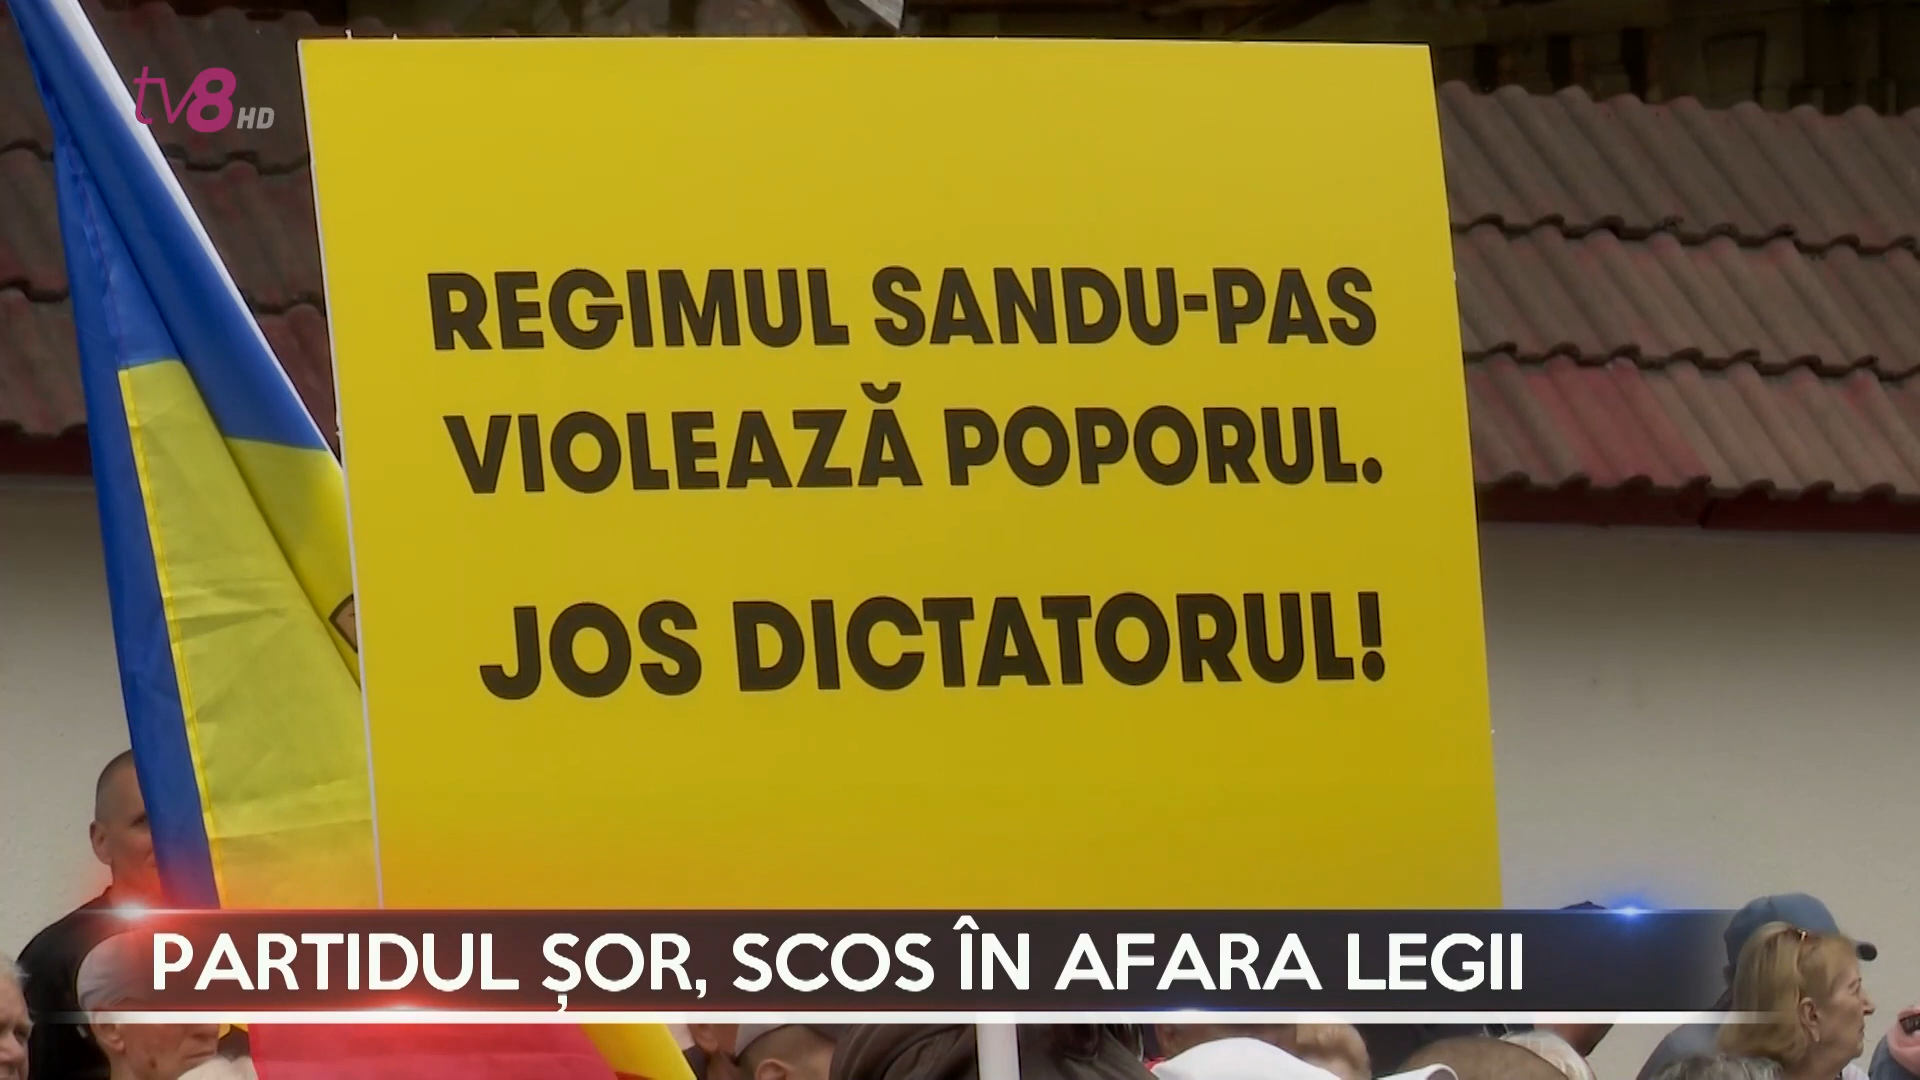 tv8 HD
REGIMUL SANDU-PAS
VIOLEAZĂ POPORUL.
JOS DICTATORUL!
PARTIDUL ȘOR, SCOS ÎN AFARA LEGII